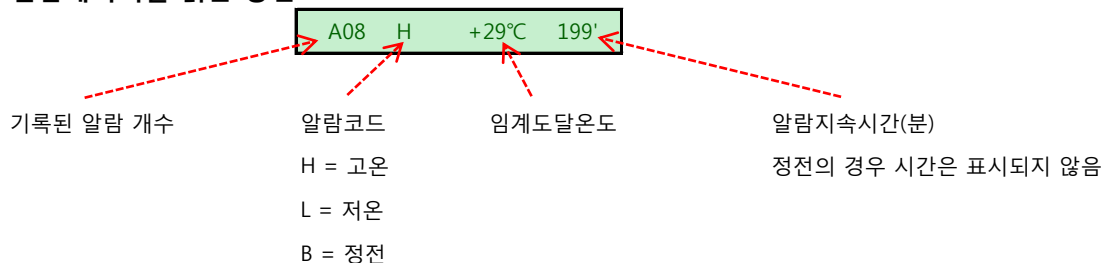 A08 H +29℃ 199'
기록된 알람 개수 알람코드 임계도달온도 알람지속시간(분)
H = 고온 정전의 경우 시간은 표시되지 않음
L = 저온
B = 정전